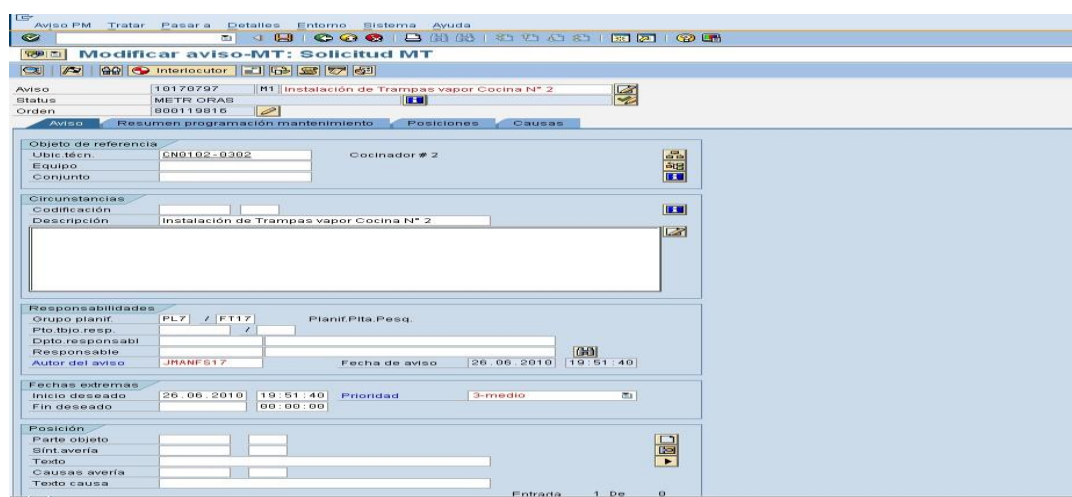 Aviso PM Tratar Pasar a Detalles Entorno Sistema Ayuda
Modificar aviso-MT: Solicitud MT
Interlocutor
Aviso 10170797 M1 Instalación de Trampas vapor Cocina N° 2
Status METR ORAS
Orden 800119816
Aviso Resumen programación mantenimiento Posiciones Causas
Objeto de referencia
Ubic.técn. CN0102-0302 Cocinador # 2
Equipo
Conjunto
Circunstancias
Codificación
Descripción Instalación de Trampas vapor Cocina N° 2
Responsabilidades
Grupo planif. PL7 / FT17 Planif.Plta.Pesq.
Pto.tbjo.resp. /
Dpto.responsabl
Responsable
Autor del aviso JMANFS17 Fecha de aviso 26.06.2010 19:51:40
Fechas extremas
Inicio deseado 26.06.2010 19:51:40 Prioridad 3-medio
Fin deseado 00:00:00
Posición
Parte objeto
Sínt.avería
Texto
Causas avería
Texto causa
Entrada 1 De 0